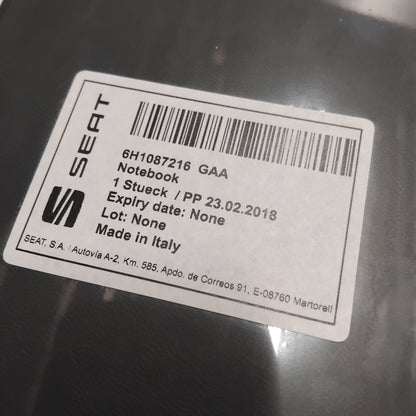 SEAT
6H1087216 GAA
Notebook
1 Stueck / PP 23.02.2018
Expiry date: None
Lot: None
Made in Italy
SEAT, S.A. Autovía A-2, Km. 585, Apdo. de Correos 91, E-08760 Martorell